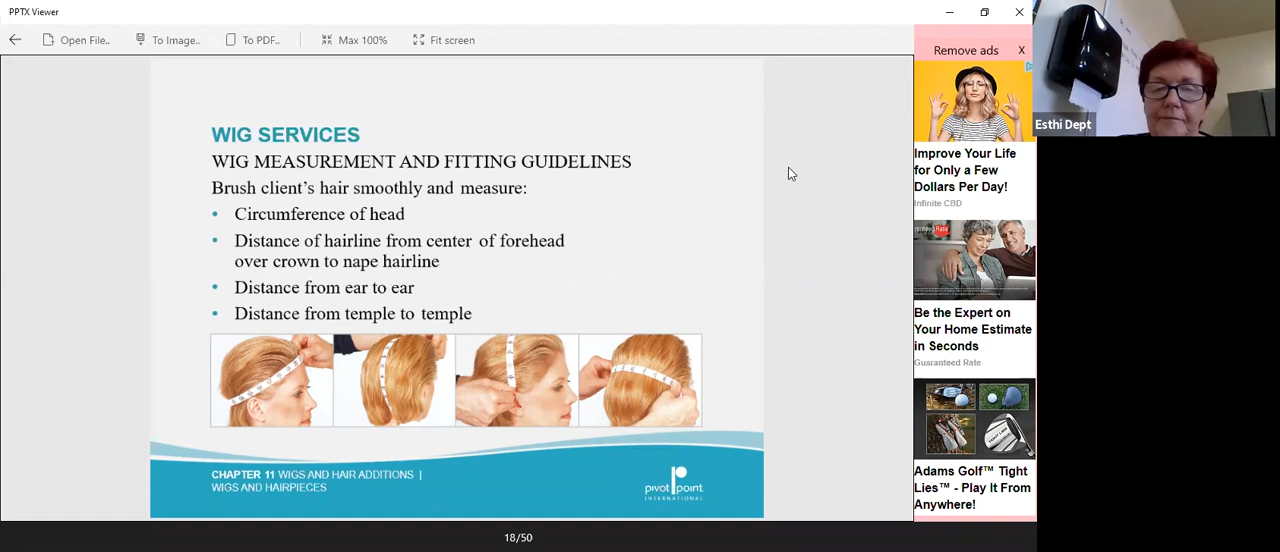 PPTX Viewer
Open File..
To Image..
To PDF..
Max 100%
Fit screen
WIG SERVICES
WIG MEASUREMENT AND FITTING GUIDELINES
Brush client's hair smoothly and measure:
• Circumference of head
• Distance of hairline from center of forehead
over crown to nape hairline
• Distance from ear to ear
• Distance from temple to temple
CHAPTER 11 WIGS AND HAIR ADDITIONS |
WIGS AND HAIRPIECES
pivot point
INTERNATIONAL
18/50
Remove ads X
Improve Your Life
for Only a Few
Dollars Per Day!
Infinite CBD
Be the Expert on
Your Home Estimate
in Seconds
Guaranteed Rate
Adams Golf™ Tight
Lies™ - Play It From
Anywhere!
Esthi Dept